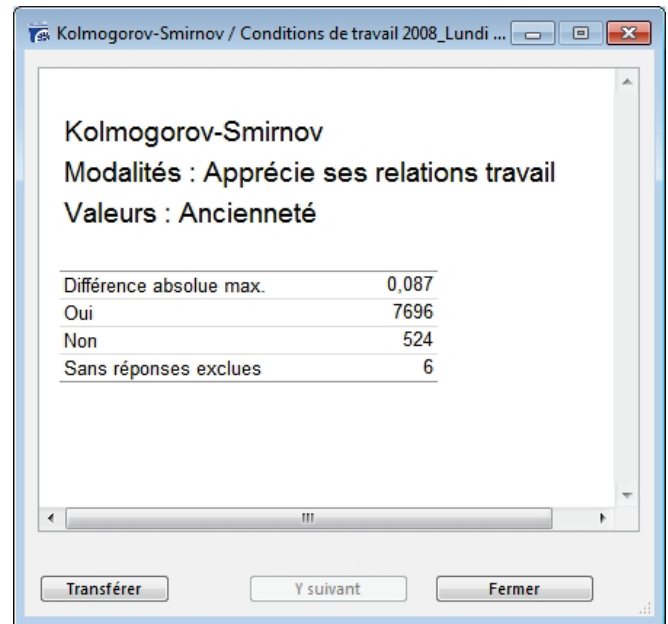 Kolmogorov-Smirnov / Conditions de travail 2008_Lundi ...
Kolmogorov-Smirnov
Modalités : Apprécie ses relations travail
Valeurs : Ancienneté
Différence absolue max. 0,087
Oui 7696
Non 524
Sans réponses exclues 6
Transférer Y suivant Fermer